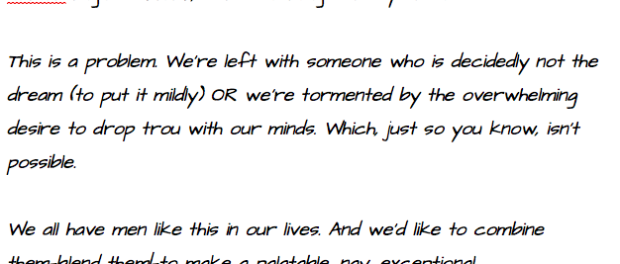 This is a problem. We're left with someone who is decidedly not the
dream (to put it mildly) OR we're tormented by the overwhelming
desire to drop trou with our minds. Which, just so you know, isn't
possible.
We all have men like this in our lives. And we'd like to combine
them-blend them-to make a palatable, nay, exceptional